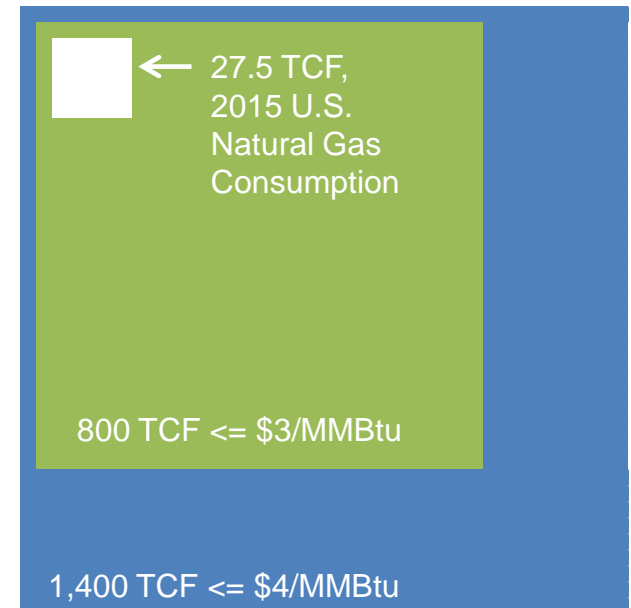 27.5 TCF,
2015 U.S.
Natural Gas
Consumption
800 TCF <= $3/MMBtu
1,400 TCF <= $4/MMBtu